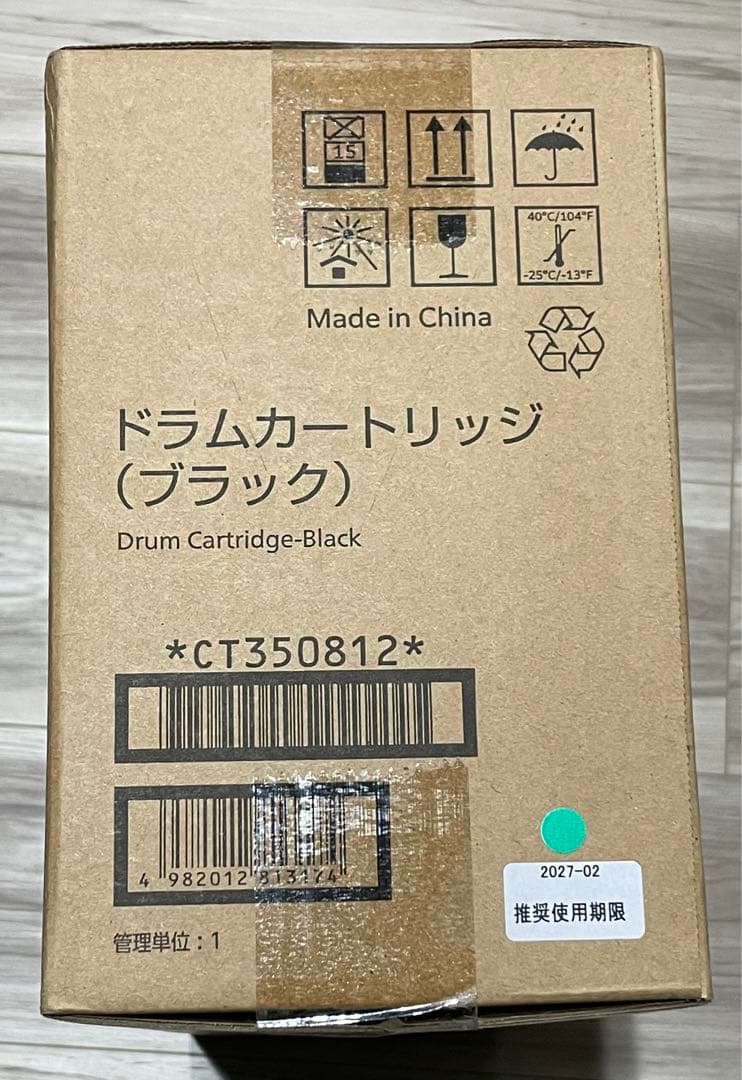 15
40°C/104°F
-25°C/-13°F
Made in China
ドラムカートリッジ
（ブラック）
Drum Cartridge-Black
*CT350812*
4 982012 813174
2027-02
推奨使用期限
管理単位：1